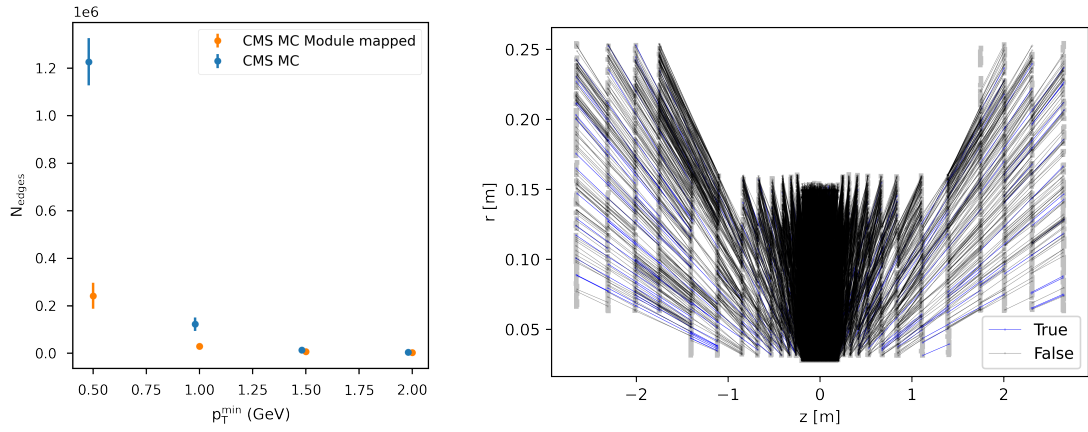 1e6
CMS MC Module mapped
CMS MC
1.2
1.0
0.8
0.6
0.4
0.2
0.0
N_edges
0.50 0.75 1.00 1.25 1.50 1.75 2.00
p_T^min (GeV)
0.25
0.20
0.15
0.10
0.05
r [m]
True
False
−2 −1 0 1 2
z [m]